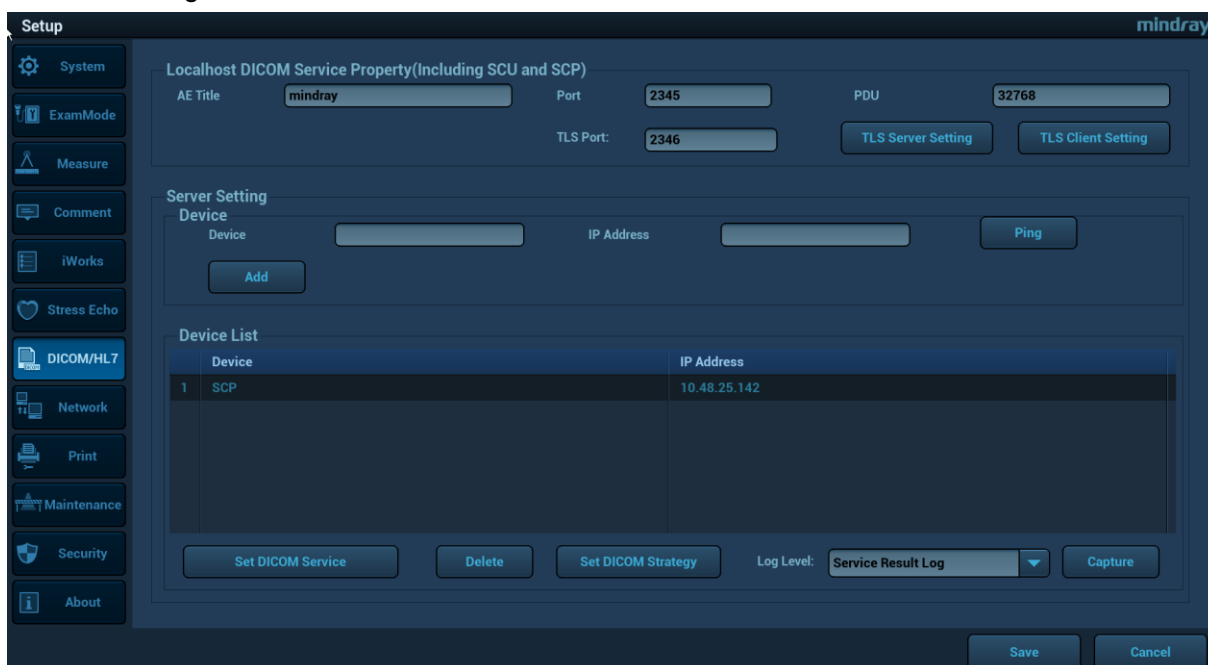 Setup
mindray
System
ExamMode
Measure
Comment
iWorks
Stress Echo
DICOM/HL7
Network
Print
Maintenance
Security
About
Localhost DICOM Service Property(Including SCU and SCP)
AE Title mindray Port 2345 PDU 32768
TLS Port: 2346 TLS Server Setting TLS Client Setting
Server Setting
Device
Device IP Address Ping
Add
Device List
Device IP Address
1 SCP 10.48.25.142
Set DICOM Service Delete Set DICOM Strategy Log Level: Service Result Log Capture
Save Cancel